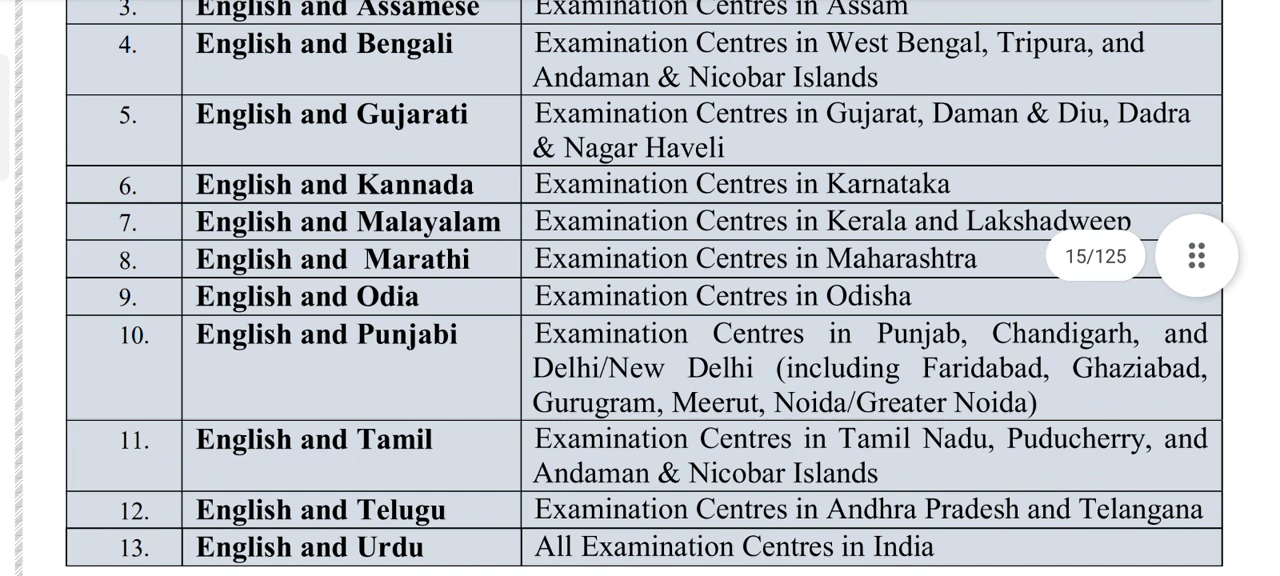 3. English and Assamese Examination Centres in Assam
4. English and Bengali Examination Centres in West Bengal, Tripura, and
Andaman & Nicobar Islands
5. English and Gujarati Examination Centres in Gujarat, Daman & Diu, Dadra
& Nagar Haveli
6. English and Kannada Examination Centres in Karnataka
7. English and Malayalam Examination Centres in Kerala and Lakshadweep
8. English and Marathi Examination Centres in Maharashtra
15/125
9. English and Odia Examination Centres in Odisha
10. English and Punjabi Examination Centres in Punjab, Chandigarh, and
Delhi/New Delhi (including Faridabad, Ghaziabad,
Gurugram, Meerut, Noida/Greater Noida)
11. English and Tamil Examination Centres in Tamil Nadu, Puducherry, and
Andaman & Nicobar Islands
12. English and Telugu Examination Centres in Andhra Pradesh and Telangana
13. English and Urdu All Examination Centres in India